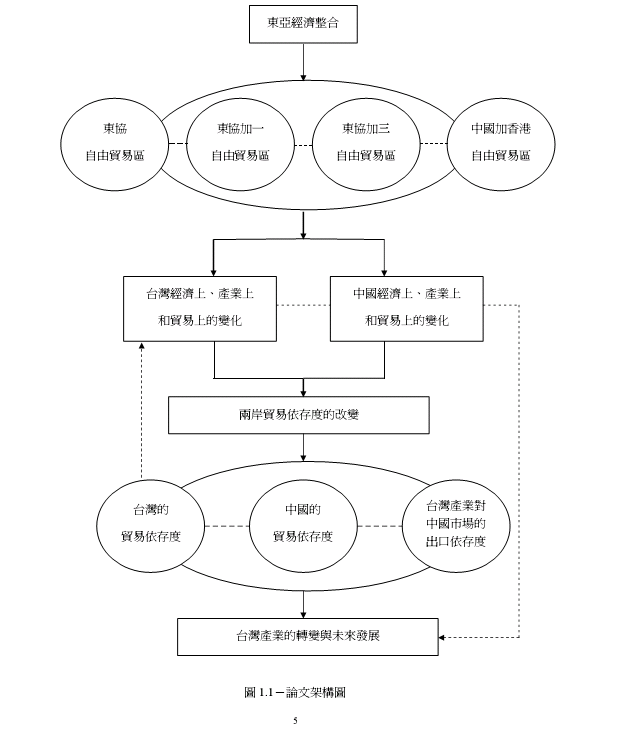 東亞經濟整合
東協
自由貿易區
東協加一
自由貿易區
東協加三
自由貿易區
中國加香港
自由貿易區
台灣經濟上、產業上
和貿易上的變化
中國經濟上、產業上
和貿易上的變化
兩岸貿易依存度的改變
台灣的
貿易依存度
中國的
貿易依存度
台灣產業對
中國市場的
出口依存度
台灣產業的轉變與未來發展
圖 1.1－論文架構圖
5